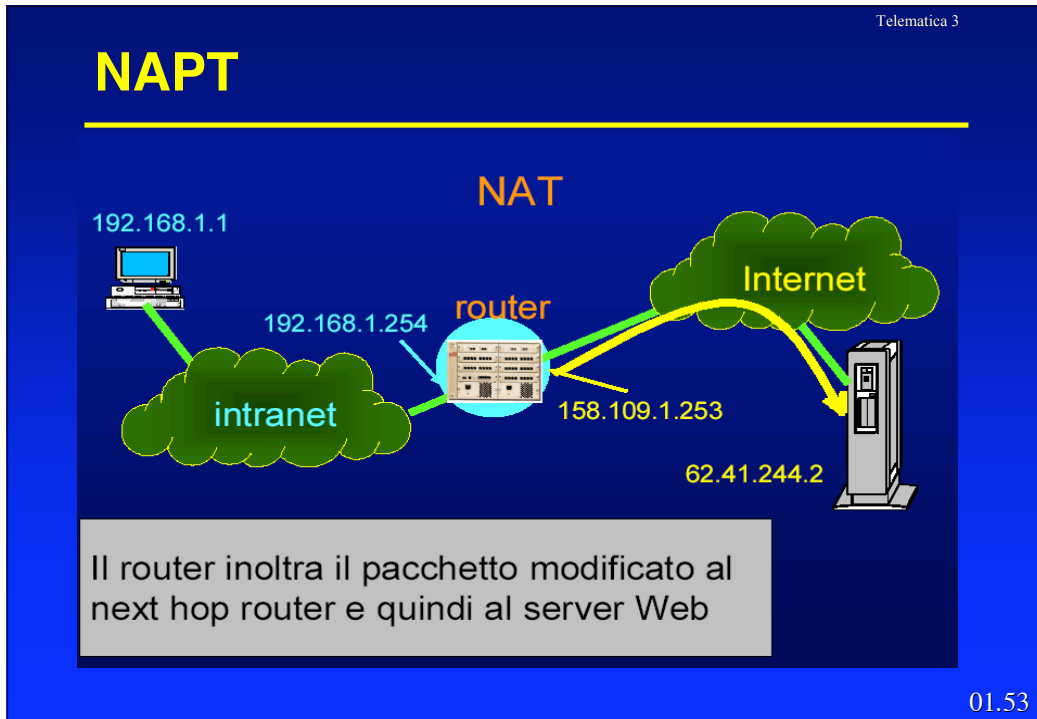 Telematica 3
NAPT
NAT
192.168.1.1
Internet
router
192.168.1.254
intranet
158.109.1.253
62.41.244.2
Il router inoltra il pacchetto modificato al
next hop router e quindi al server Web
01.53